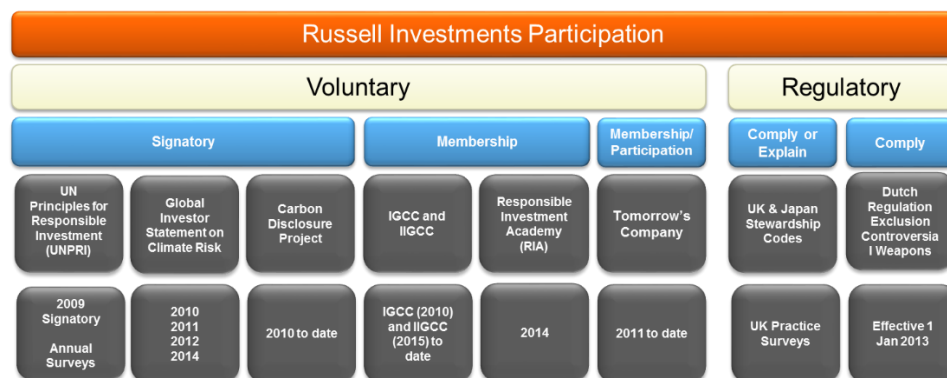 Russell Investments Participation
Voluntary
Regulatory
Signatory
Membership
Membership/
Participation
Comply or
Explain
Comply
UN
Principles for
Responsible
Investment
(UNPRI)
Global
Investor
Statement on
Climate Risk
Carbon
Disclosure
Project
IGCC and
IIGCC
Responsible
Investment
Academy
(RIA)
Tomorrow's
Company
UK & Japan
Stewardship
Codes
Dutch
Regulation
Exclusion
Controversia
l Weapons
2009
Signatory
Annual
Surveys
2010
2011
2012
2014
2010 to date
IGCC (2010)
and IIGCC
(2015) to
date
2014
2011 to date
UK Practice
Surveys
Effective 1
Jan 2013